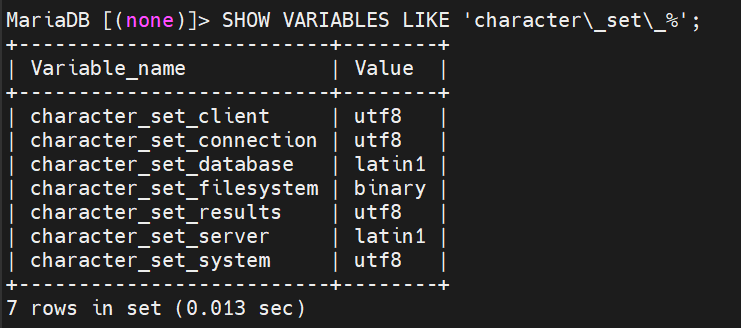 MariaDB [(none)]> SHOW VARIABLES LIKE 'character\_set\_%';
+--------------------------+--------+
| Variable_name            | Value  |
+--------------------------+--------+
| character_set_client     | utf8   |
| character_set_connection | utf8   |
| character_set_database   | latin1 |
| character_set_filesystem | binary |
| character_set_results    | utf8   |
| character_set_server     | latin1 |
| character_set_system     | utf8   |
+--------------------------+--------+
7 rows in set (0.013 sec)